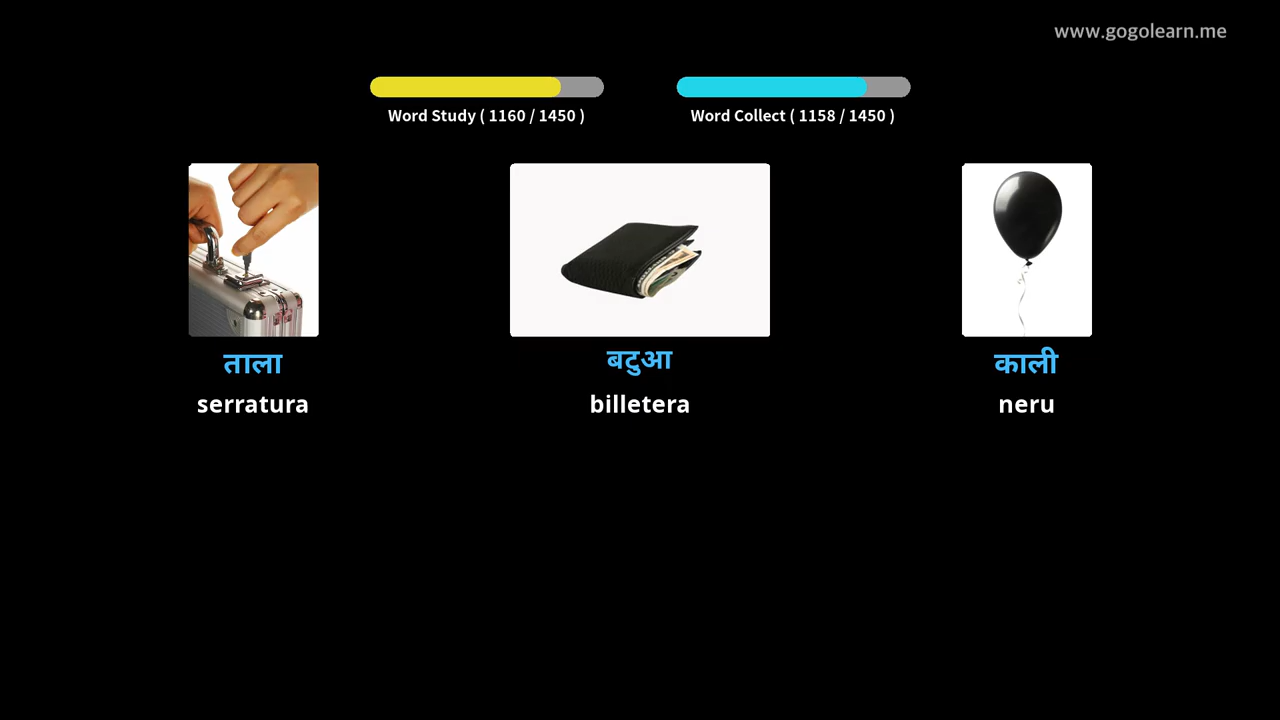 www.gogolearn.me
Word Study ( 1160 / 1450 )
Word Collect ( 1158 / 1450 )
ताला
बटुआ
काली
serratura
billetera
neru